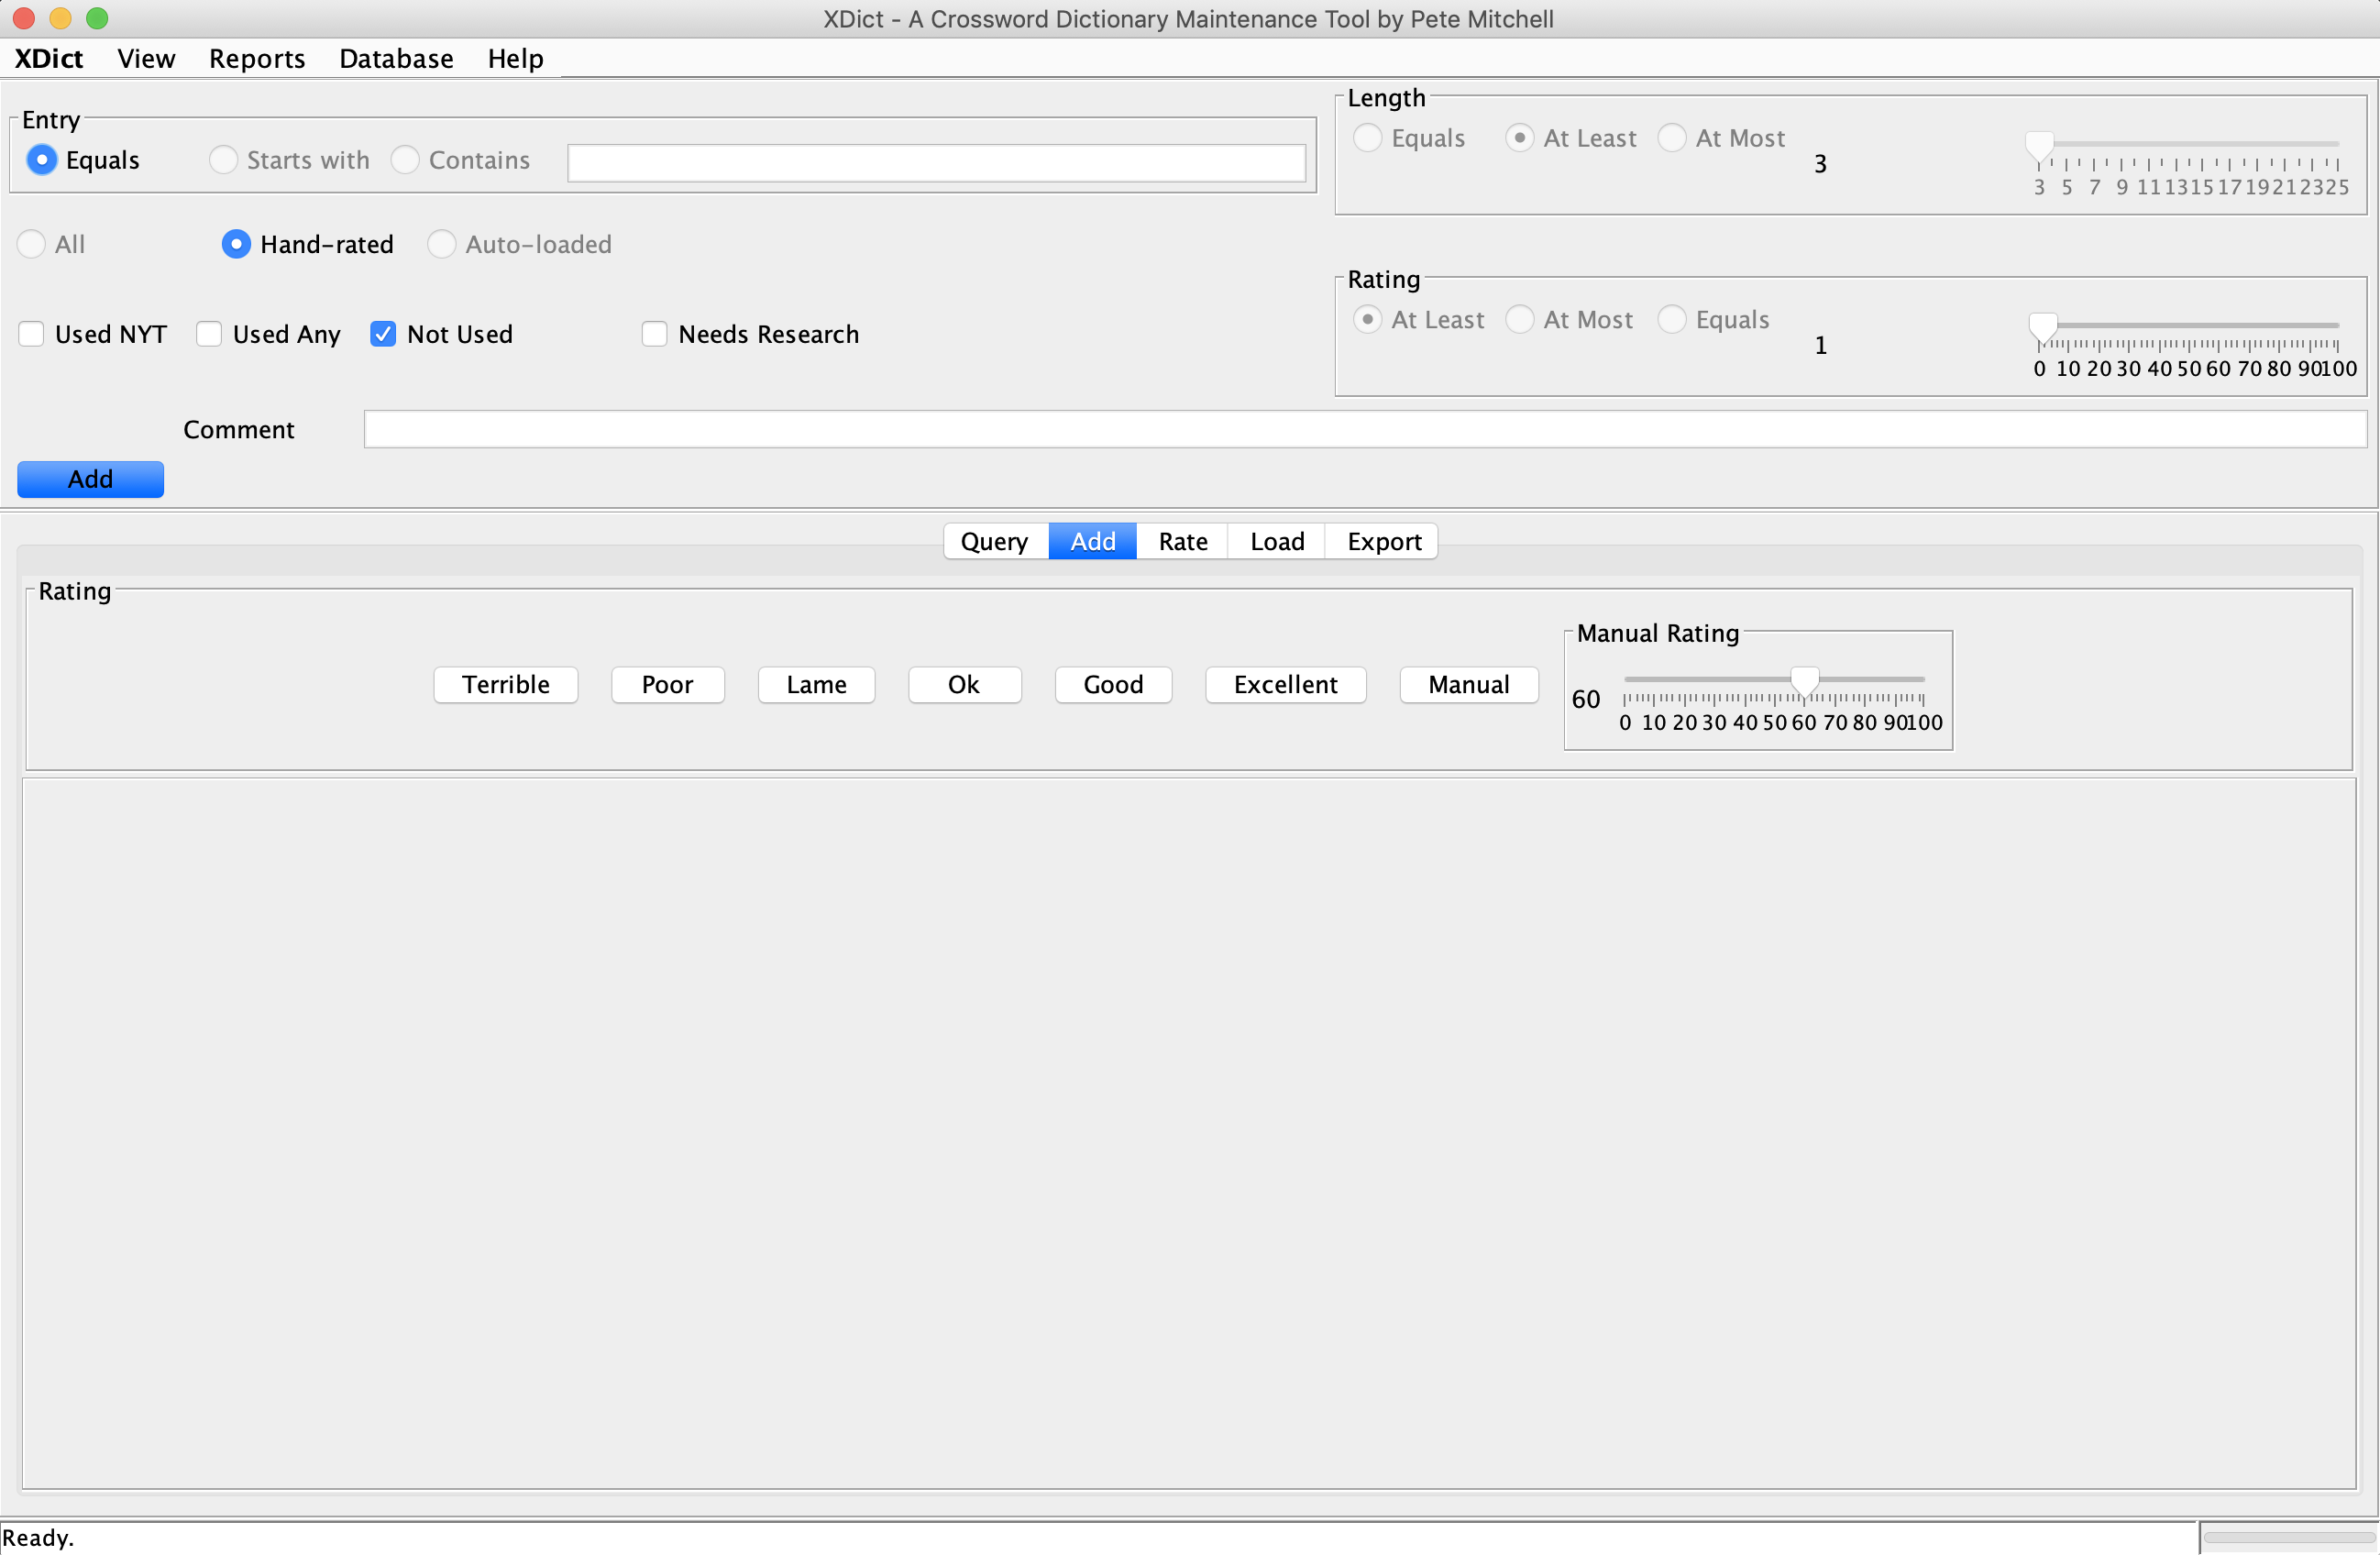 XDict - A Crossword Dictionary Maintenance Tool by Pete Mitchell
XDict View Reports Database Help
Entry
Equals Starts with Contains
Length
Equals At Least At Most 3
3 5 7 9 11 13 15 17 19 21 23 25
All Hand-rated Auto-loaded
Rating
At Least At Most Equals 1
0 10 20 30 40 50 60 70 80 90 100
Used NYT Used Any Not Used Needs Research
Comment
Add
Query Add Rate Load Export
Rating
Terrible Poor Lame Ok Good Excellent Manual
Manual Rating
60
0 10 20 30 40 50 60 70 80 90 100
Ready.